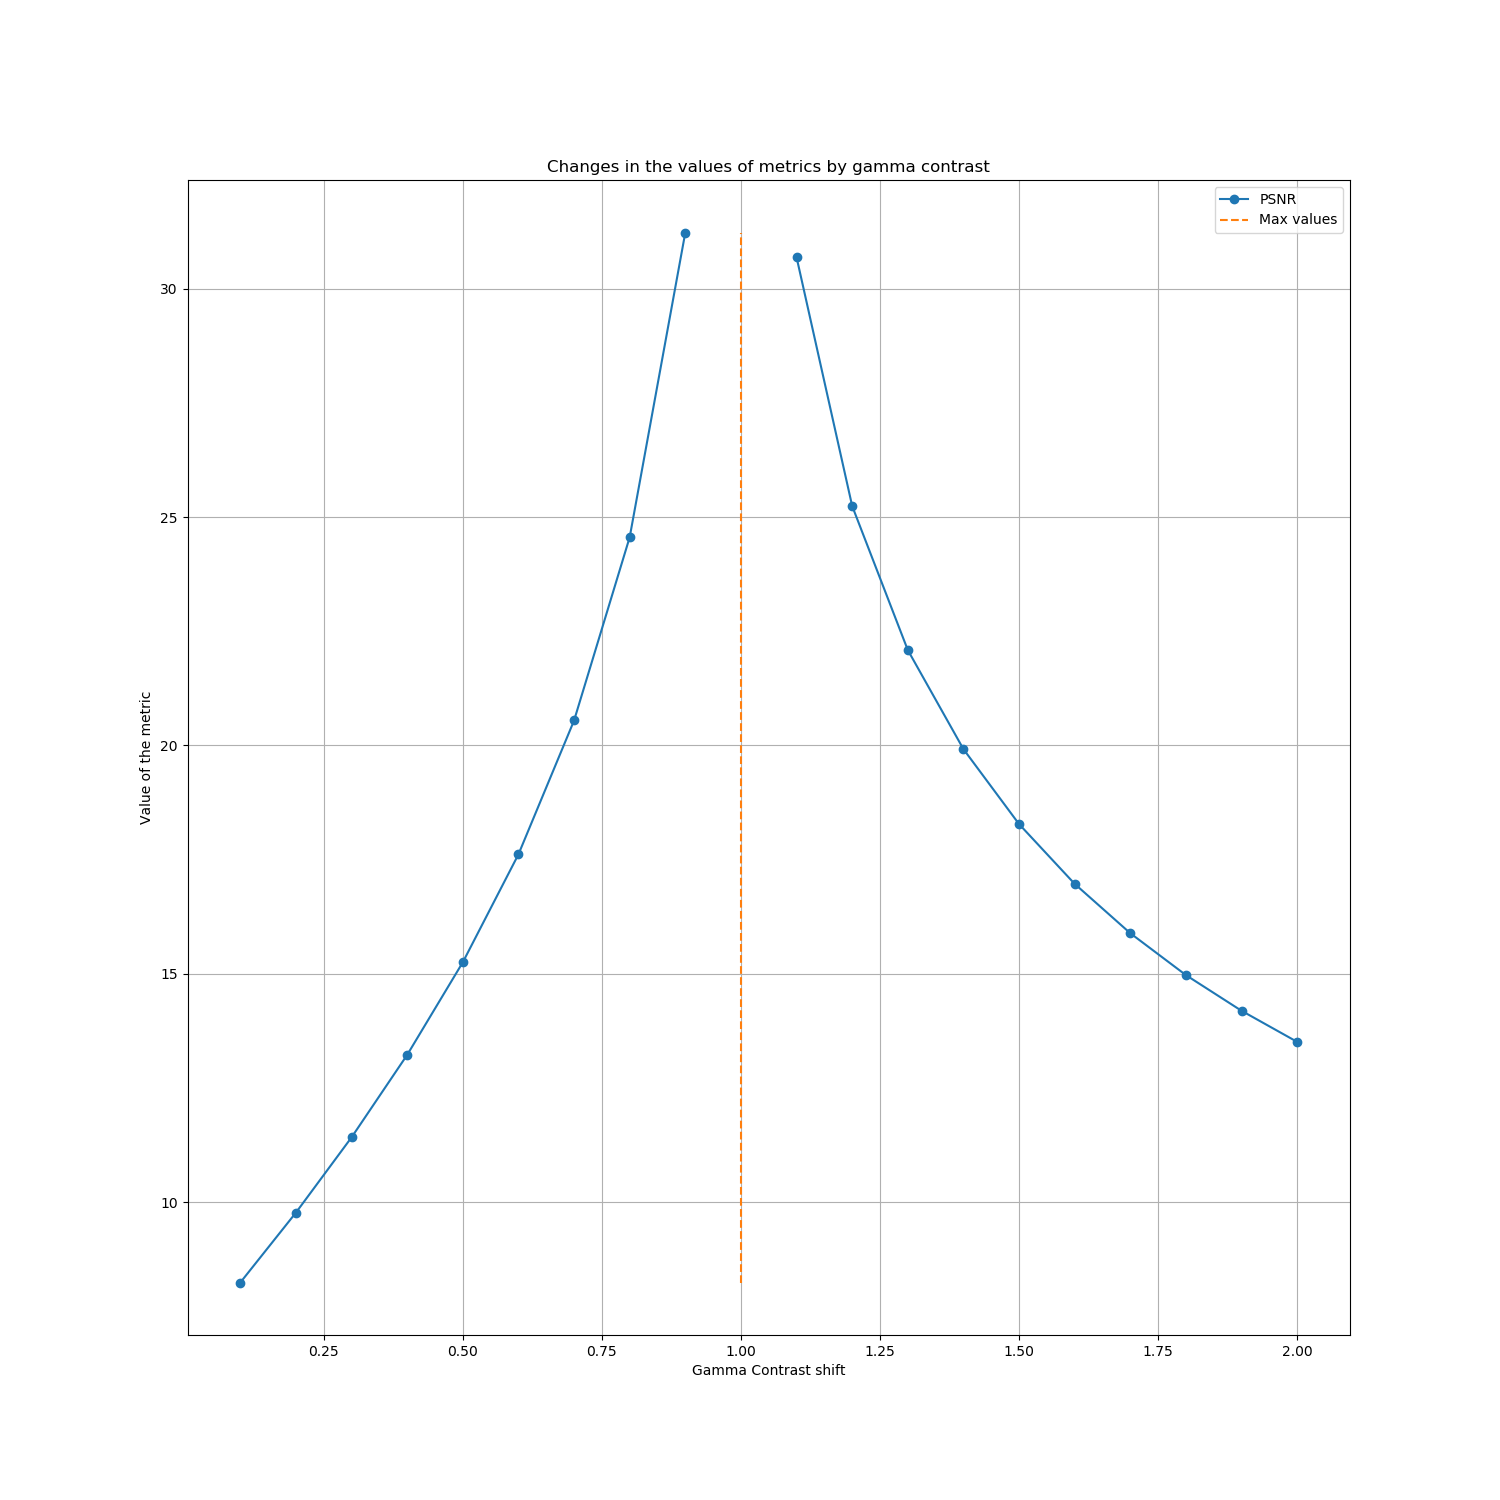 Changes in the values of metrics by gamma contrast
PSNR
Max values
30
25
20
15
10
Value of the metric
0.25 0.50 0.75 1.00 1.25 1.50 1.75 2.00
Gamma Contrast shift